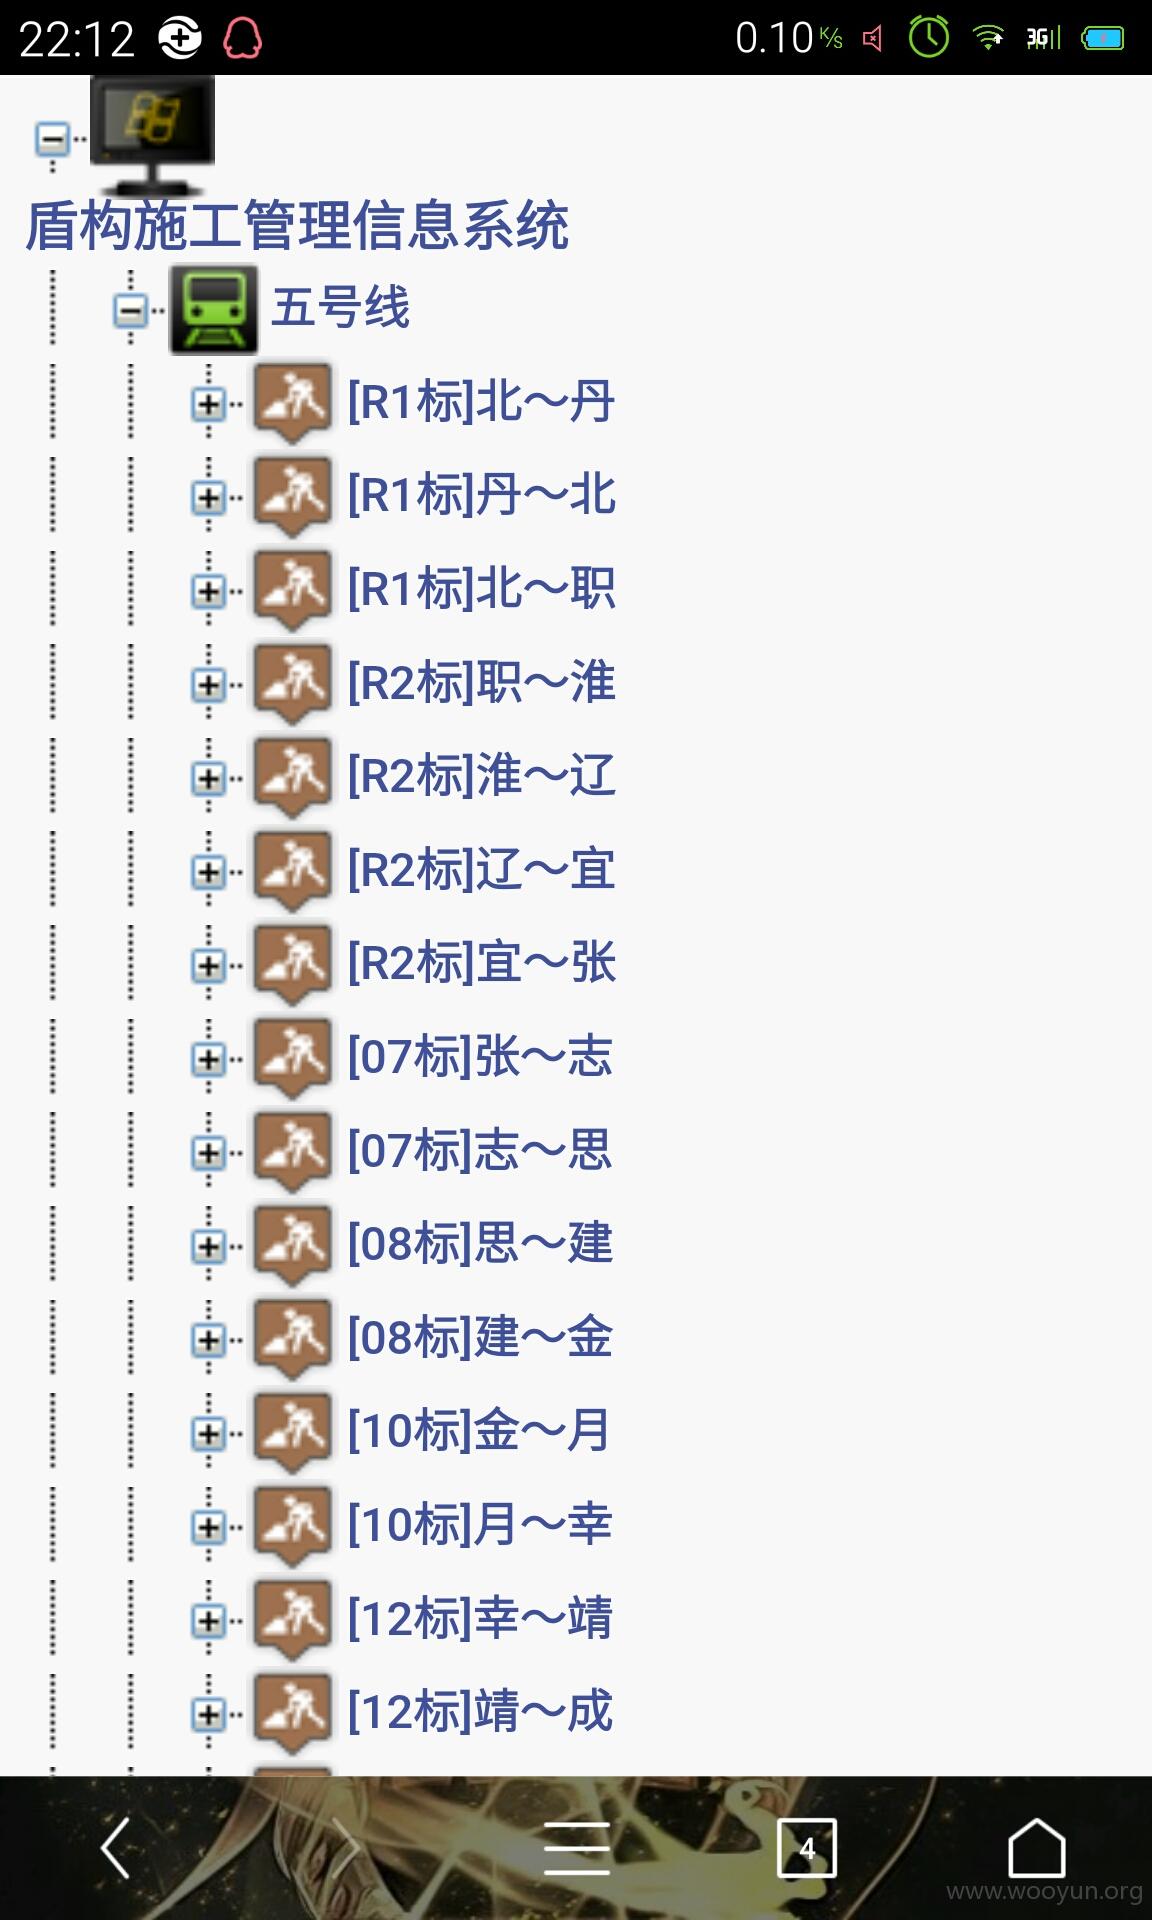 22:12 0.10 K/s 3G
盾构施工管理信息系统
五号线
[R1标]北～丹
[R1标]丹～北
[R1标]北～职
[R2标]职～淮
[R2标]淮～辽
[R2标]辽～宜
[R2标]宜～张
[07标]张～志
[07标]志～思
[08标]思～建
[08标]建～金
[10标]金～月
[10标]月～幸
[12标]幸～靖
[12标]靖～成
4
www.wooyun.org